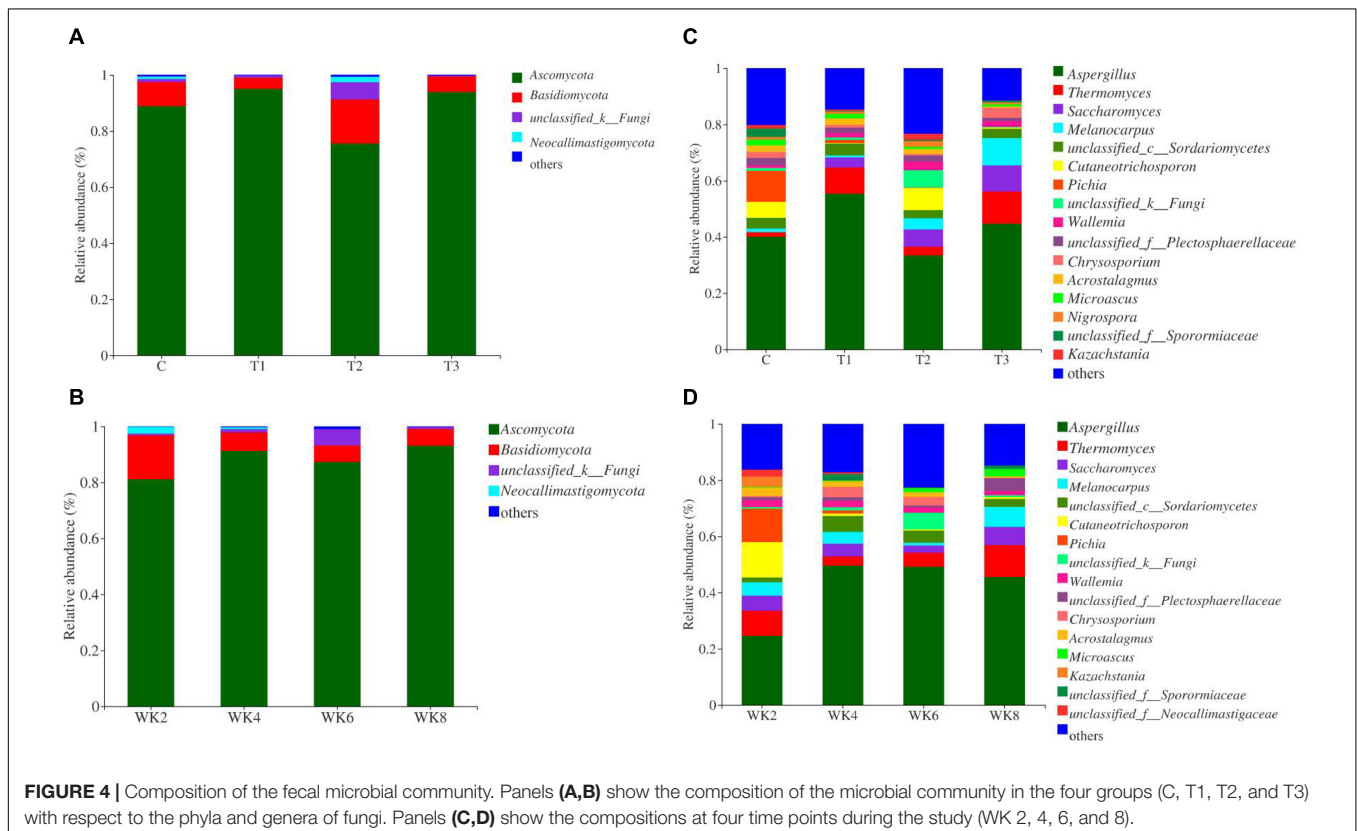 A
Relative abundance (%)
1
0.8
0.6
0.4
0.2
0
C T1 T2 T3
Ascomycota
Basidiomycota
unclassified_k_Fungi
Neocallimastigomycota
others
C
Relative abundance (%)
1
0.8
0.6
0.4
0.2
0
C T1 T2 T3
Aspergillus
Thermomyces
Saccharomyces
Melanocarpus
unclassified_c__Sordariomycetes
Cutaneotrichosporon
Pichia
unclassified_k__Fungi
Wallemia
unclassified_f__Plectosphaerellaceae
Chrysosporium
Acrostalagmus
Microascus
Nigrospora
unclassified_f__Sporormiaceae
Kazachstania
others
B
Relative abundance (%)
1
0.8
0.6
0.4
0.2
0
WK2 WK4 WK6 WK8
Ascomycota
Basidiomycota
unclassified_k_Fungi
Neocallimastigomycota
others
D
Relative abundance (%)
1
0.8
0.6
0.4
0.2
0
WK2 WK4 WK6 WK8
Aspergillus
Thermomyces
Saccharomyces
Melanocarpus
unclassified_c__Sordariomycetes
Cutaneotrichosporon
Pichia
unclassified_k__Fungi
Wallemia
unclassified_f__Plectosphaerellaceae
Chrysosporium
Acrostalagmus
Microascus
Kazachstania
unclassified_f__Sporormiaceae
unclassified_f__Neocallimastigaceae
others
FIGURE 4 | Composition of the fecal microbial community. Panels (A,B) show the composition of the microbial community in the four groups (C, T1, T2, and T3)
with respect to the phyla and genera of fungi. Panels (C,D) show the compositions at four time points during the study (WK 2, 4, 6, and 8).